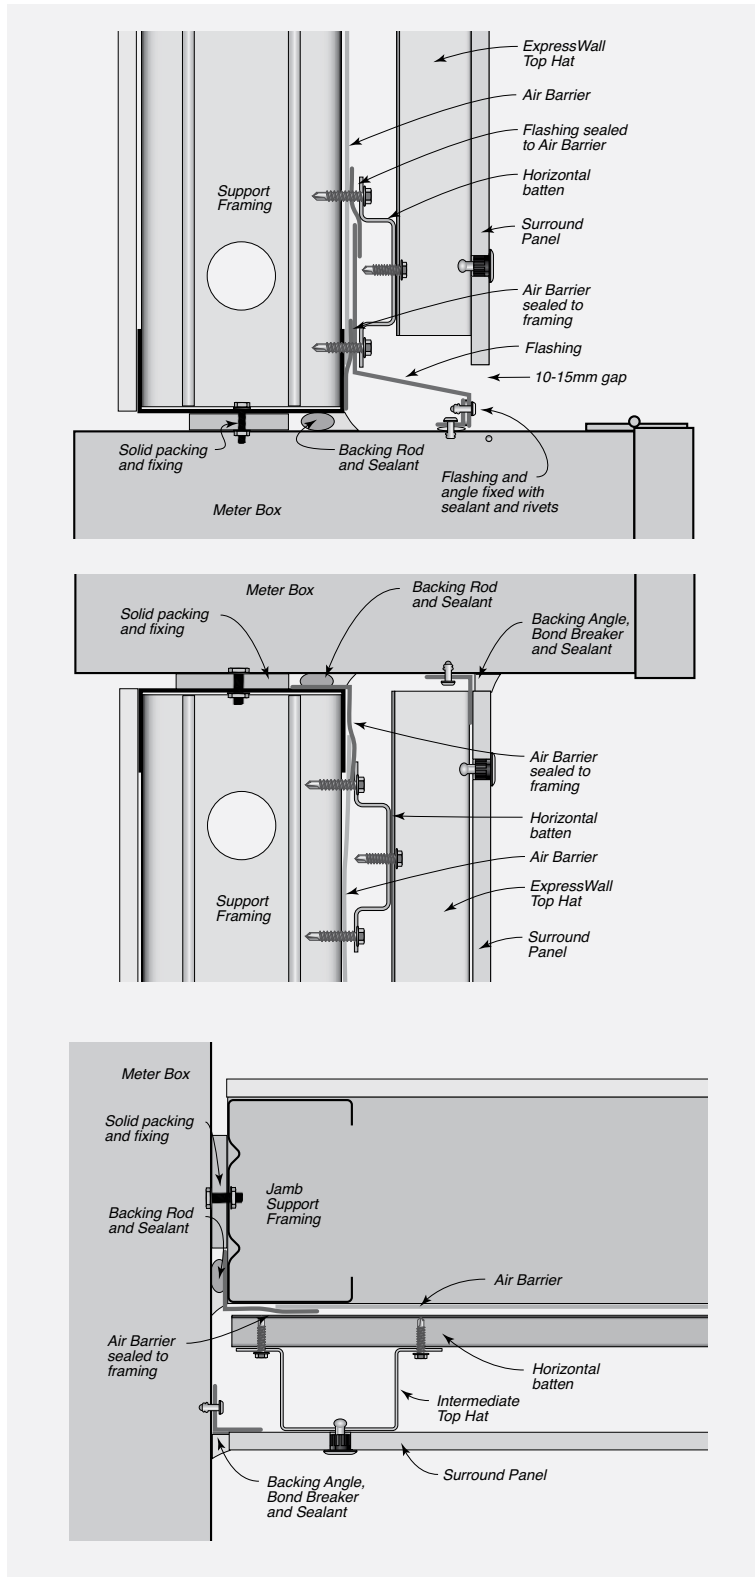 ExpressWall
Top Hat
Air Barrier
Flashing sealed
to Air Barrier
Horizontal
batten
Support
Framing
Surround
Panel
Air Barrier
sealed to
framing
Flashing
10-15mm gap
Solid packing
and fixing
Backing Rod
and Sealant
Flashing and
angle fixed with
sealant and rivets
Meter Box
Meter Box
Backing Rod
and Sealant
Solid packing
and fixing
Backing Angle,
Bond Breaker
and Sealant
Air Barrier
sealed to
framing
Horizontal
batten
Air Barrier
Support
Framing
ExpressWall
Top Hat
Surround
Panel
Meter Box
Solid packing
and fixing
Jamb
Support
Framing
Backing Rod
and Sealant
Air Barrier
Air Barrier
sealed to
framing
Horizontal
batten
Intermediate
Top Hat
Surround Panel
Backing Angle,
Bond Breaker
and Sealant